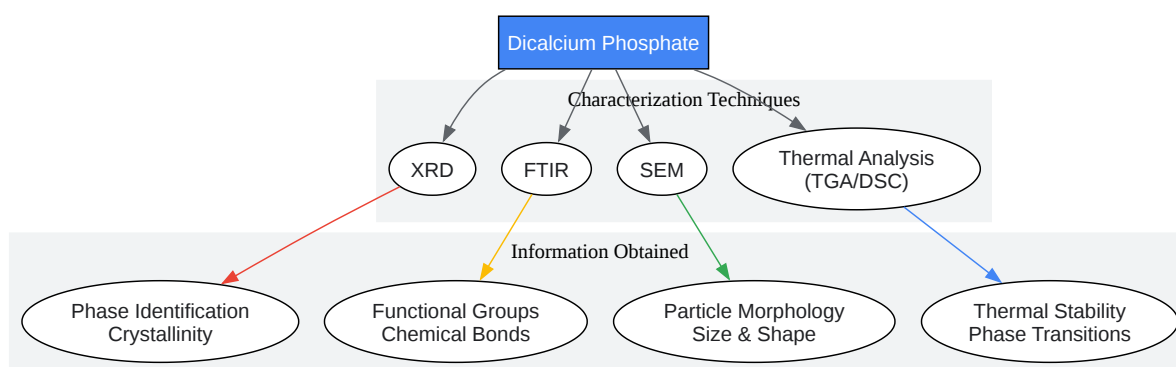 Dicalcium Phosphate
Characterization Techniques
XRD
FTIR
SEM
Thermal Analysis
(TGA/DSC)
Information Obtained
Phase Identification
Crystallinity
Functional Groups
Chemical Bonds
Particle Morphology
Size & Shape
Thermal Stability
Phase Transitions